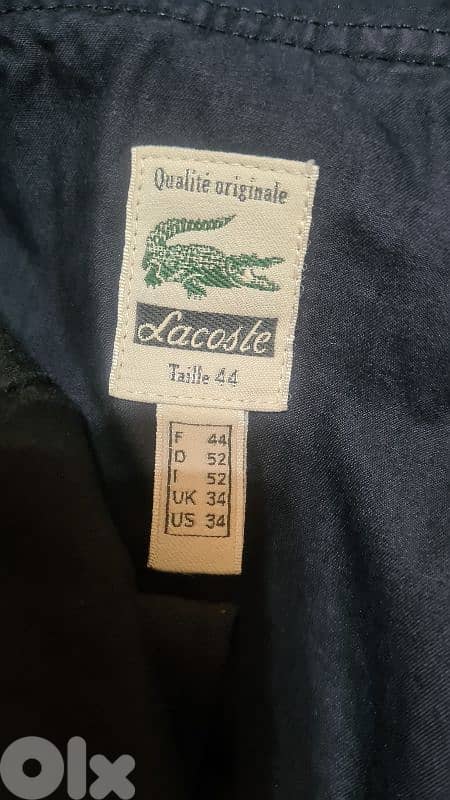 Qualité originale
Lacoste
Taille 44
F 44
D 52
I 52
UK 34
US 34
OLX